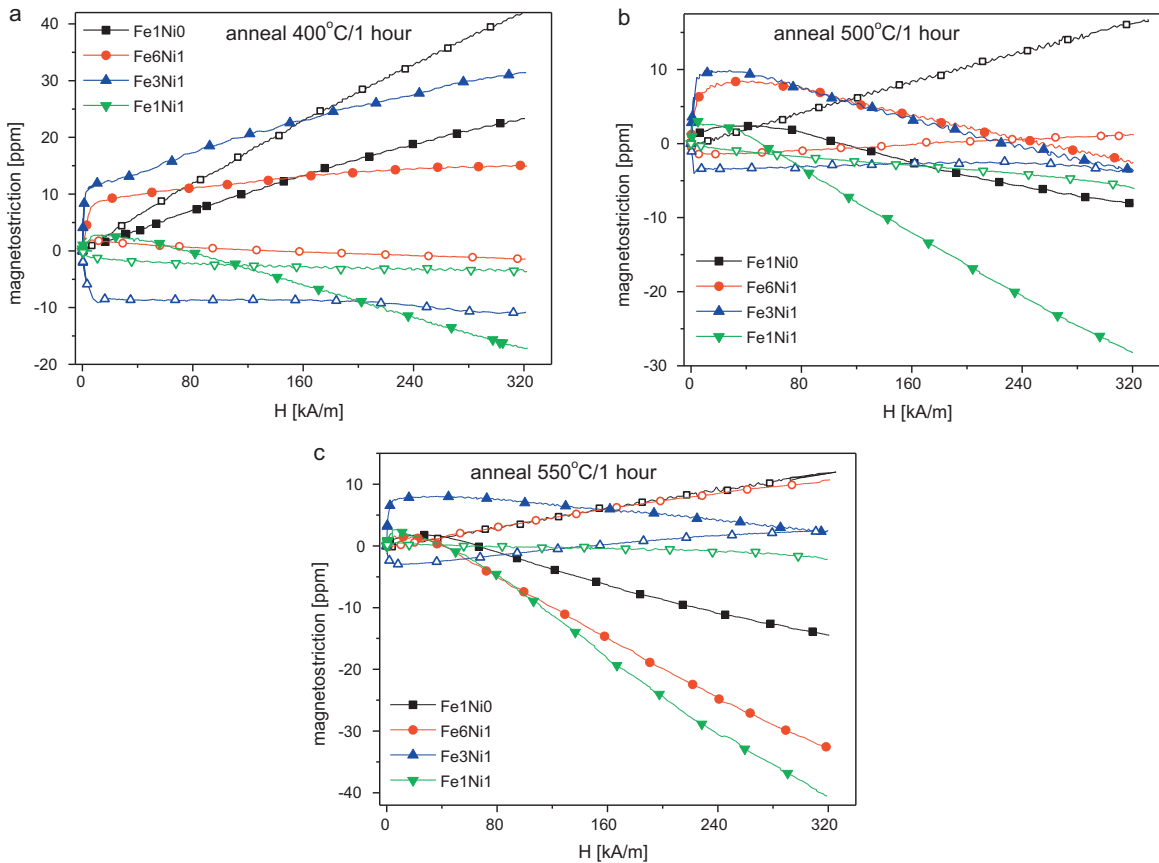 a
anneal 400°C/1 hour
Fe1Ni0
Fe6Ni1
Fe3Ni1
Fe1Ni1
magnetostriction [ppm]
40
30
20
10
0
-10
-20
0 80 160 240 320
H [kA/m]
b
anneal 500°C/1 hour
magnetostriction [ppm]
20
10
0
-10
-20
-30
Fe1Ni0
Fe6Ni1
Fe3Ni1
Fe1Ni1
0 80 160 240 320
H [kA/m]
c
anneal 550°C/1 hour
magnetostriction [ppm]
10
0
-10
-20
-30
-40
Fe1Ni0
Fe6Ni1
Fe3Ni1
Fe1Ni1
0 80 160 240 320
H [kA/m]